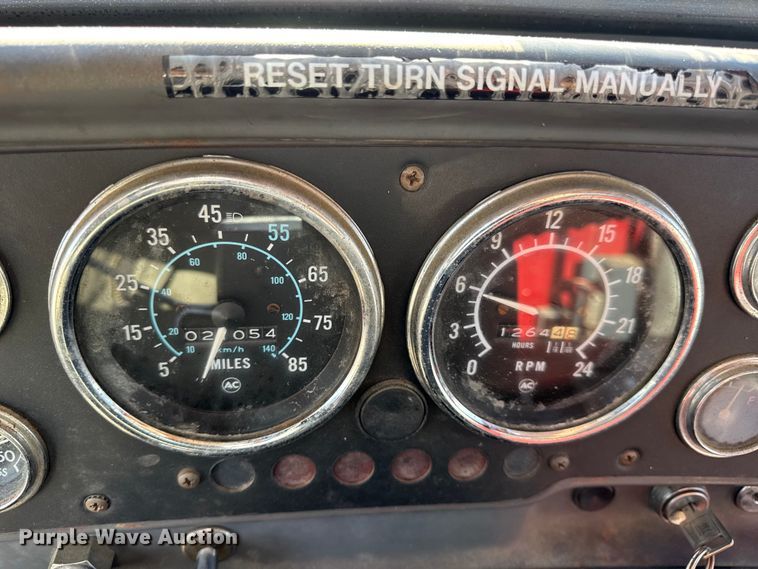 RESET TURN SIGNAL MANUALLY
5 15 25 35 45 55 65 75 85
10 20 40 60 80 100 120 140
km/h
MILES
AC
0 3 6 9 12 15 18 21 24
HOURS
RPM
AC
F
50
Purple Wave Auction